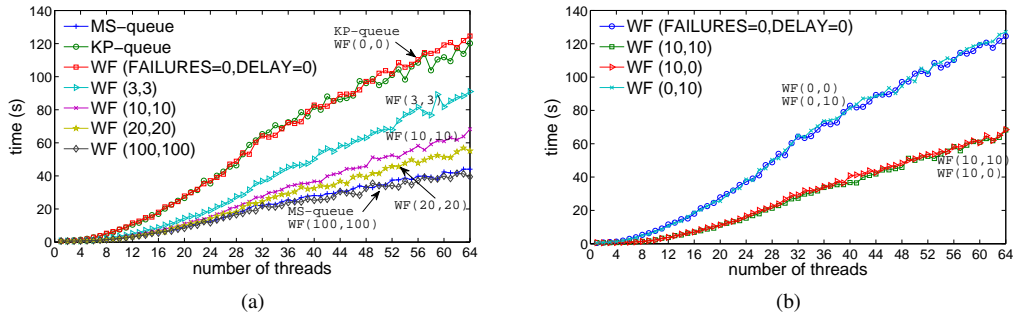 MS-queue
KP-queue
WF (FAILURES=0,DELAY=0)
WF (3,3)
WF (10,10)
WF (20,20)
WF (100,100)
KP-queue
WF(0,0)
WF(3,3)
WF(10,10)
WF(20,20)
MS-queue
WF(100,100)
time (s)
0
20
40
60
80
100
120
140
1 4 8 12 16 20 24 28 32 36 40 44 48 52 56 60 64
number of threads
(a)
WF (FAILURES=0,DELAY=0)
WF (10,10)
WF (10,0)
WF (0,10)
WF(0,0)
WF(0,10)
WF(10,10)
WF(10,0)
time (s)
0
20
40
60
80
100
120
140
1 4 8 12 16 20 24 28 32 36 40 44 48 52 56 60 64
number of threads
(b)